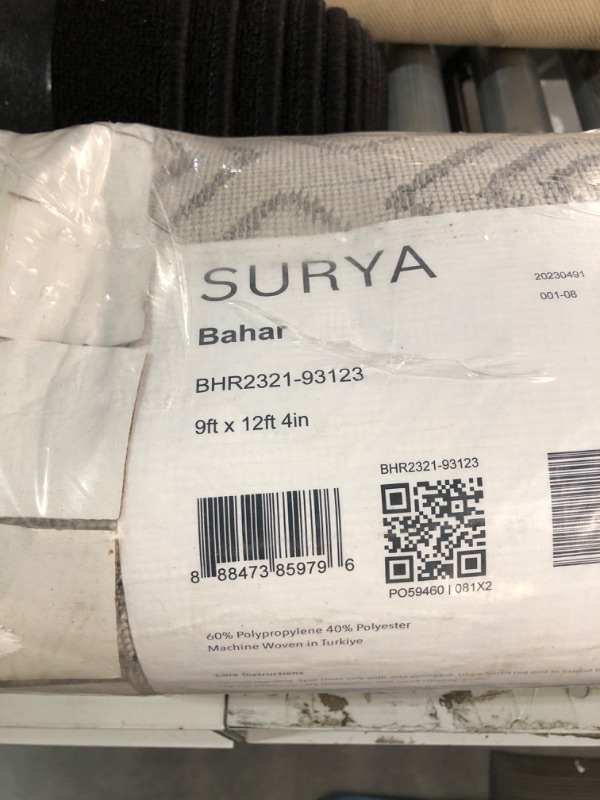 SURYA
20230491
001-08
Bahar
BHR2321-93123
9ft x 12ft 4in
BHR2321-93123
8 88473 85979 6
PO59460 | 081X2
60% Polypropylene 40% Polyester
Machine Woven in Turkiye
Care Instructions